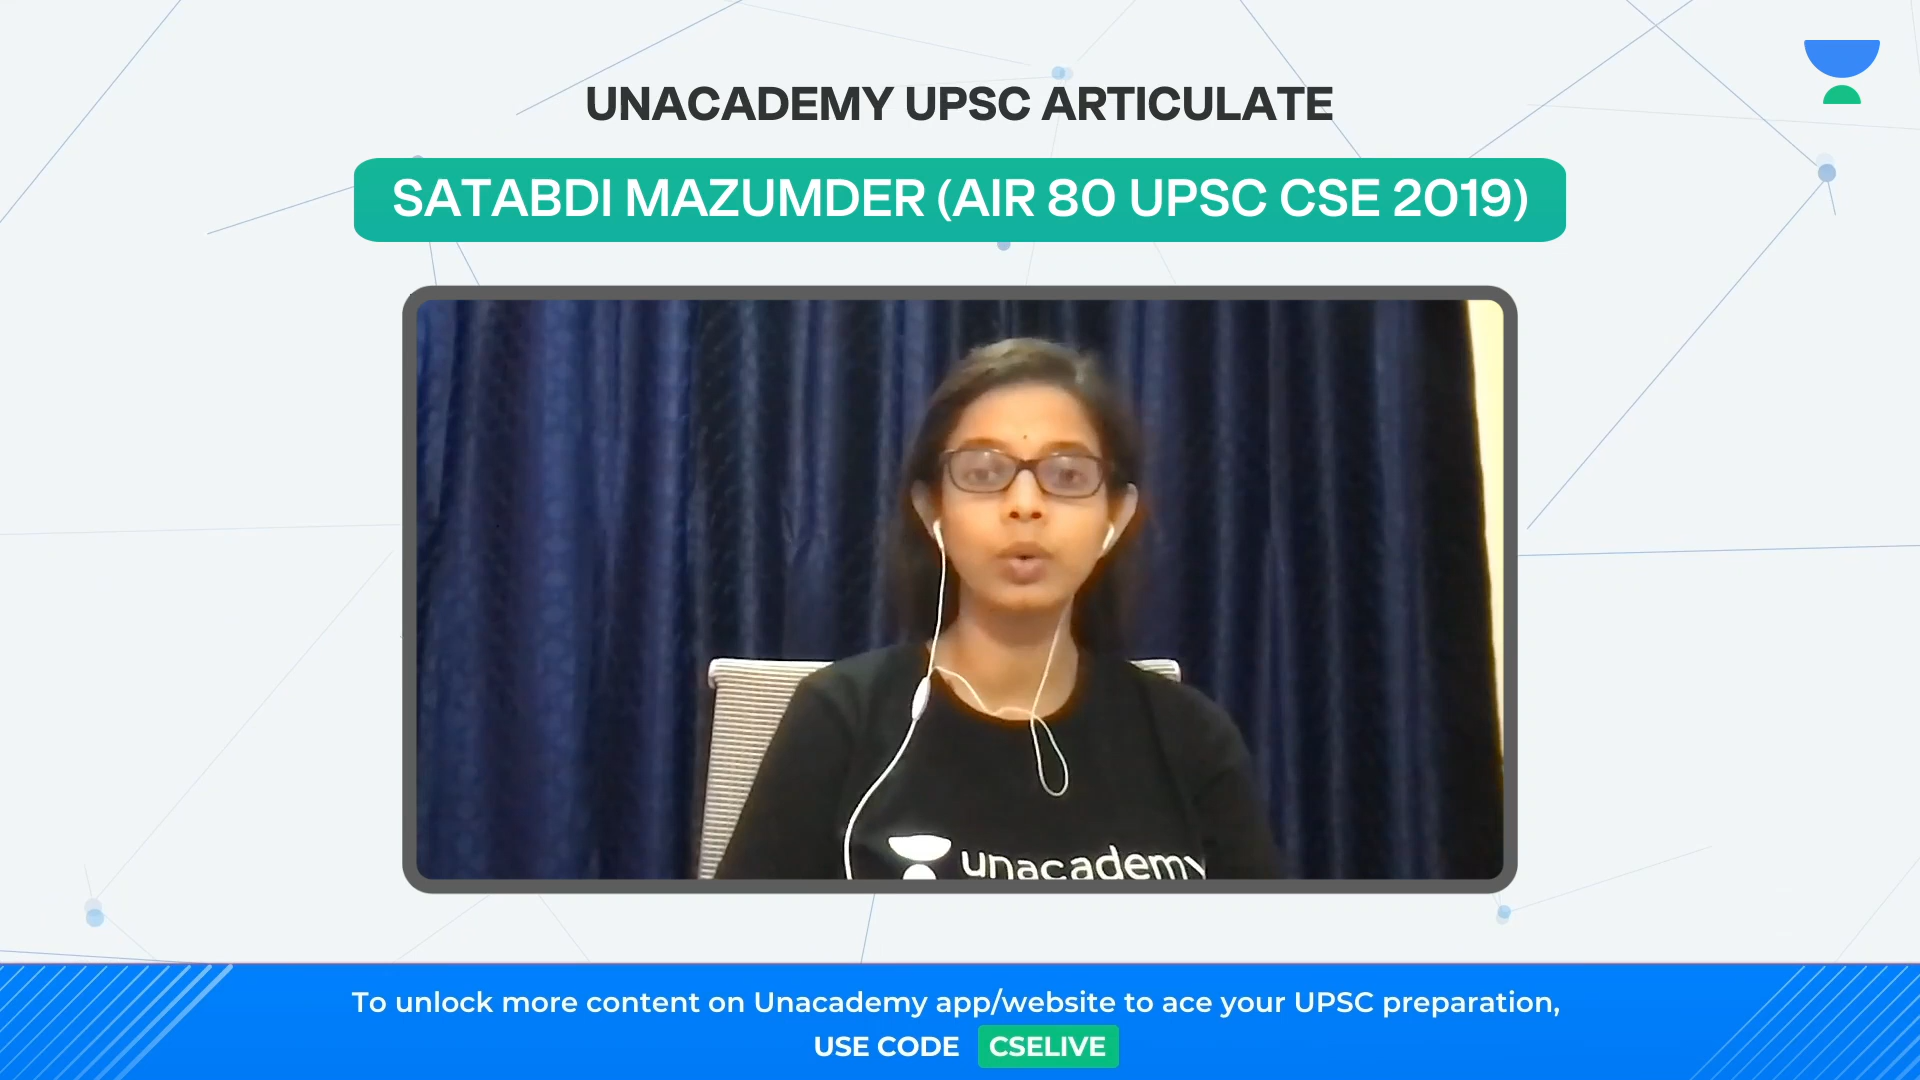 UNACADEMY UPSC ARTICULATE
SATABDI MAZUMDER (AIR 80 UPSC CSE 2019)
unacademy
To unlock more content on Unacademy app/website to ace your UPSC preparation,
USE CODE CSELIVE